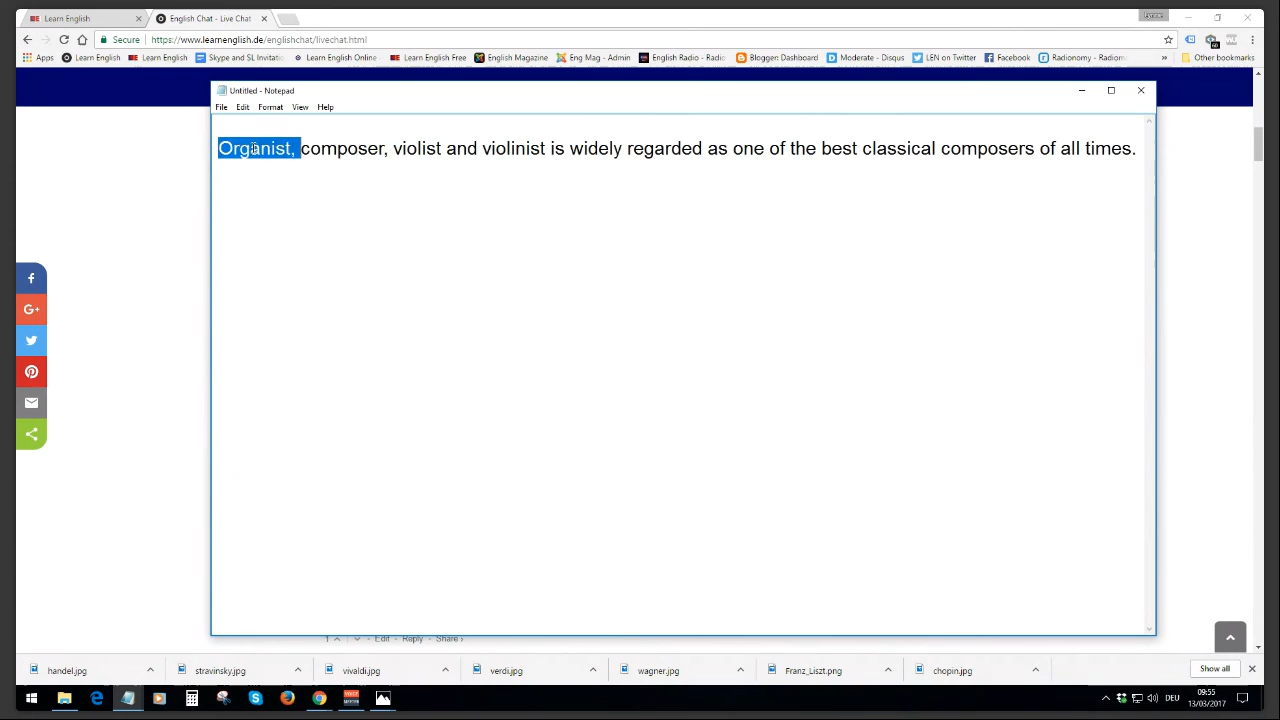 Learn English
English Chat - Live Chat
Secure https://www.learnenglish.de/englishchat/livechat.html
Apps Learn English Learn English Skype and SL Invitatio Learn English Online Learn English Free English Magazine Eng Mag - Admin English Radio - Radio Blogger: Dashboard Moderate - Disqus LEN on Twitter Facebook Radionomy - Radiom » Other bookmarks
Untitled - Notepad
File Edit Format View Help
Organist, composer, violist and violinist is widely regarded as one of the best classical composers of all times.
1 Edit Reply Share ›
handel.jpg stravinsky.jpg vivaldi.jpg verdi.jpg wagner.jpg Franz_Liszt.png chopin.jpg Show all
DEU
09:55
13/03/2017